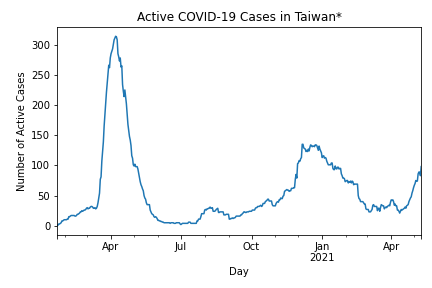 Active COVID-19 Cases in Taiwan*
Number of Active Cases
300
250
200
150
100
50
0
Apr
Jul
Oct
Jan
2021
Apr
Day